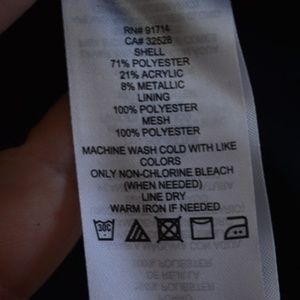 RN# 91714
CA# 32528
SHELL
71% POLYESTER
21% ACRYLIC
8% METALLIC
LINING
100% POLYESTER
MESH
100% POLYESTER
MACHINE WASH COLD WITH LIKE
COLORS
ONLY NON-CHLORINE BLEACH
(WHEN NEEDED)
LINE DRY
WARM IRON IF NEEDED
30C